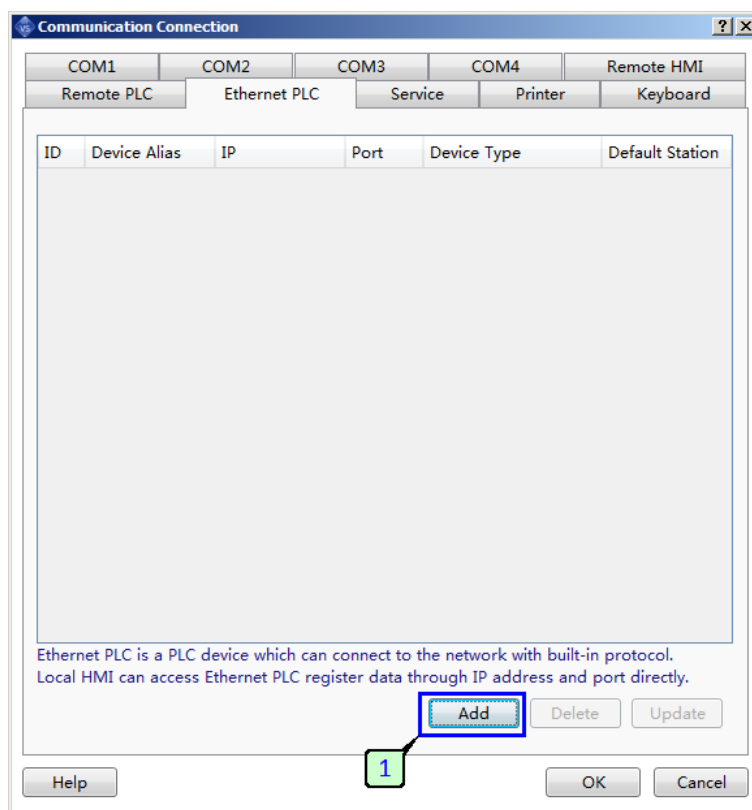 VS Communication Connection ? X
COM1 COM2 COM3 COM4 Remote HMI
Remote PLC Ethernet PLC Service Printer Keyboard
ID Device Alias IP Port Device Type Default Station
Ethernet PLC is a PLC device which can connect to the network with built-in protocol.
Local HMI can access Ethernet PLC register data through IP address and port directly.
Add Delete Update
1
Help OK Cancel